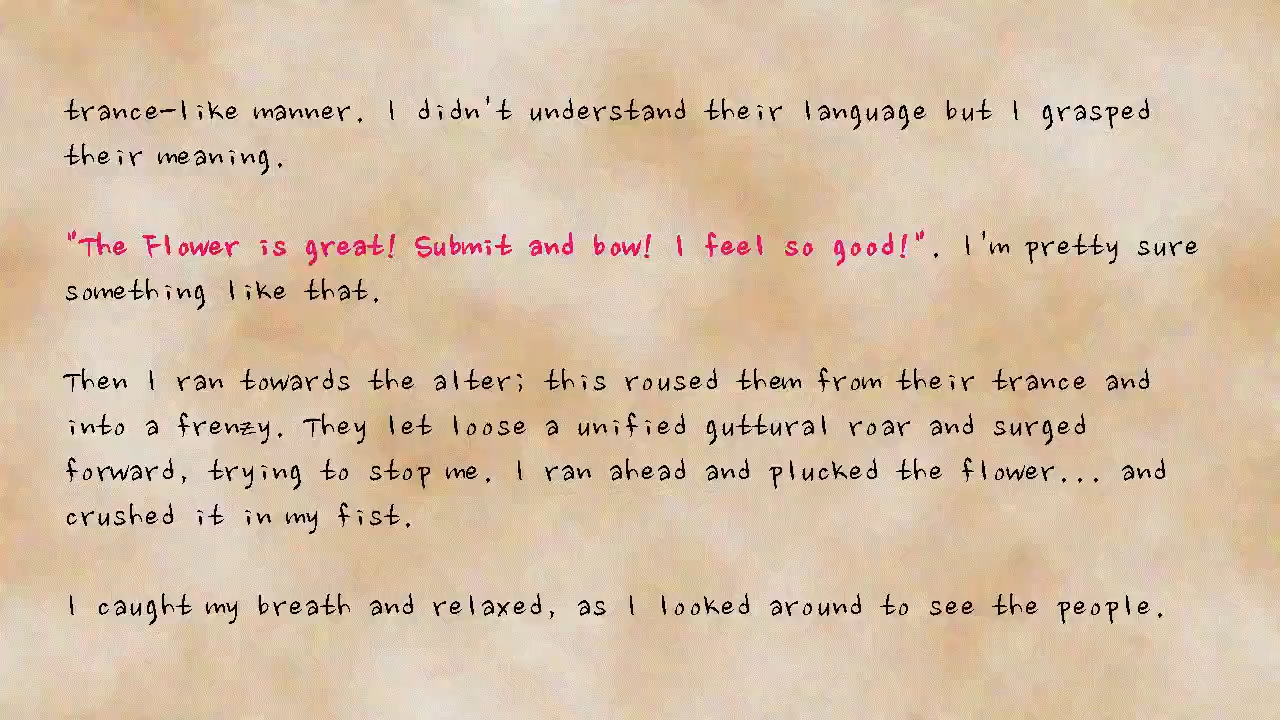 trance-like manner. I didn't understand their language but I grasped
their meaning.
"The Flower is great! Submit and bow! I feel so good!". I'm pretty sure
something like that.
Then I ran towards the alter; this roused them from their trance and
into a frenzy. They let loose a unified guttural roar and surged
forward, trying to stop me. I ran ahead and plucked the flower... and
crushed it in my fist.
I caught my breath and relaxed, as I looked around to see the people.